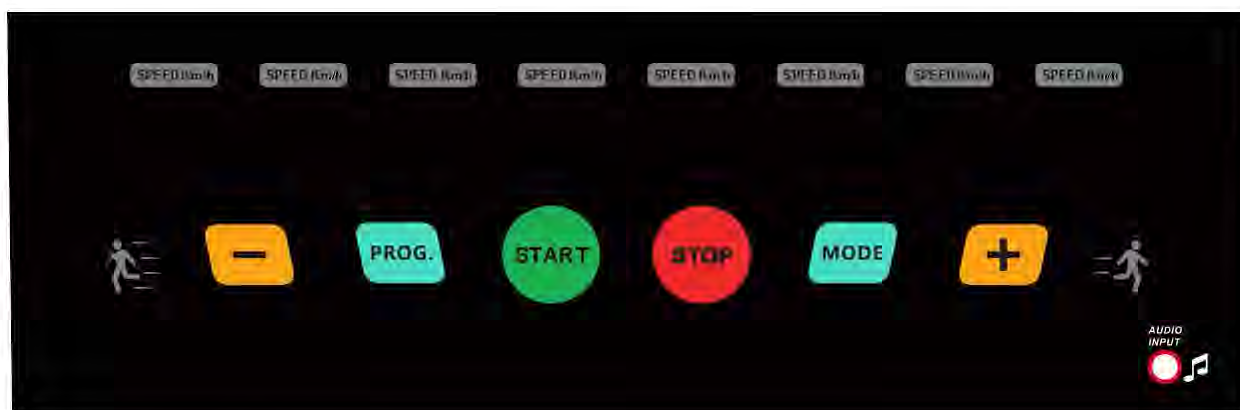 SPEED /km/h SPEED /km/h SPEED /km/h SPEED /km/h SPEED /km/h SPEED /km/h SPEED /km/h SPEED /km/h
− PROG. START STOP MODE +
AUDIO
INPUT